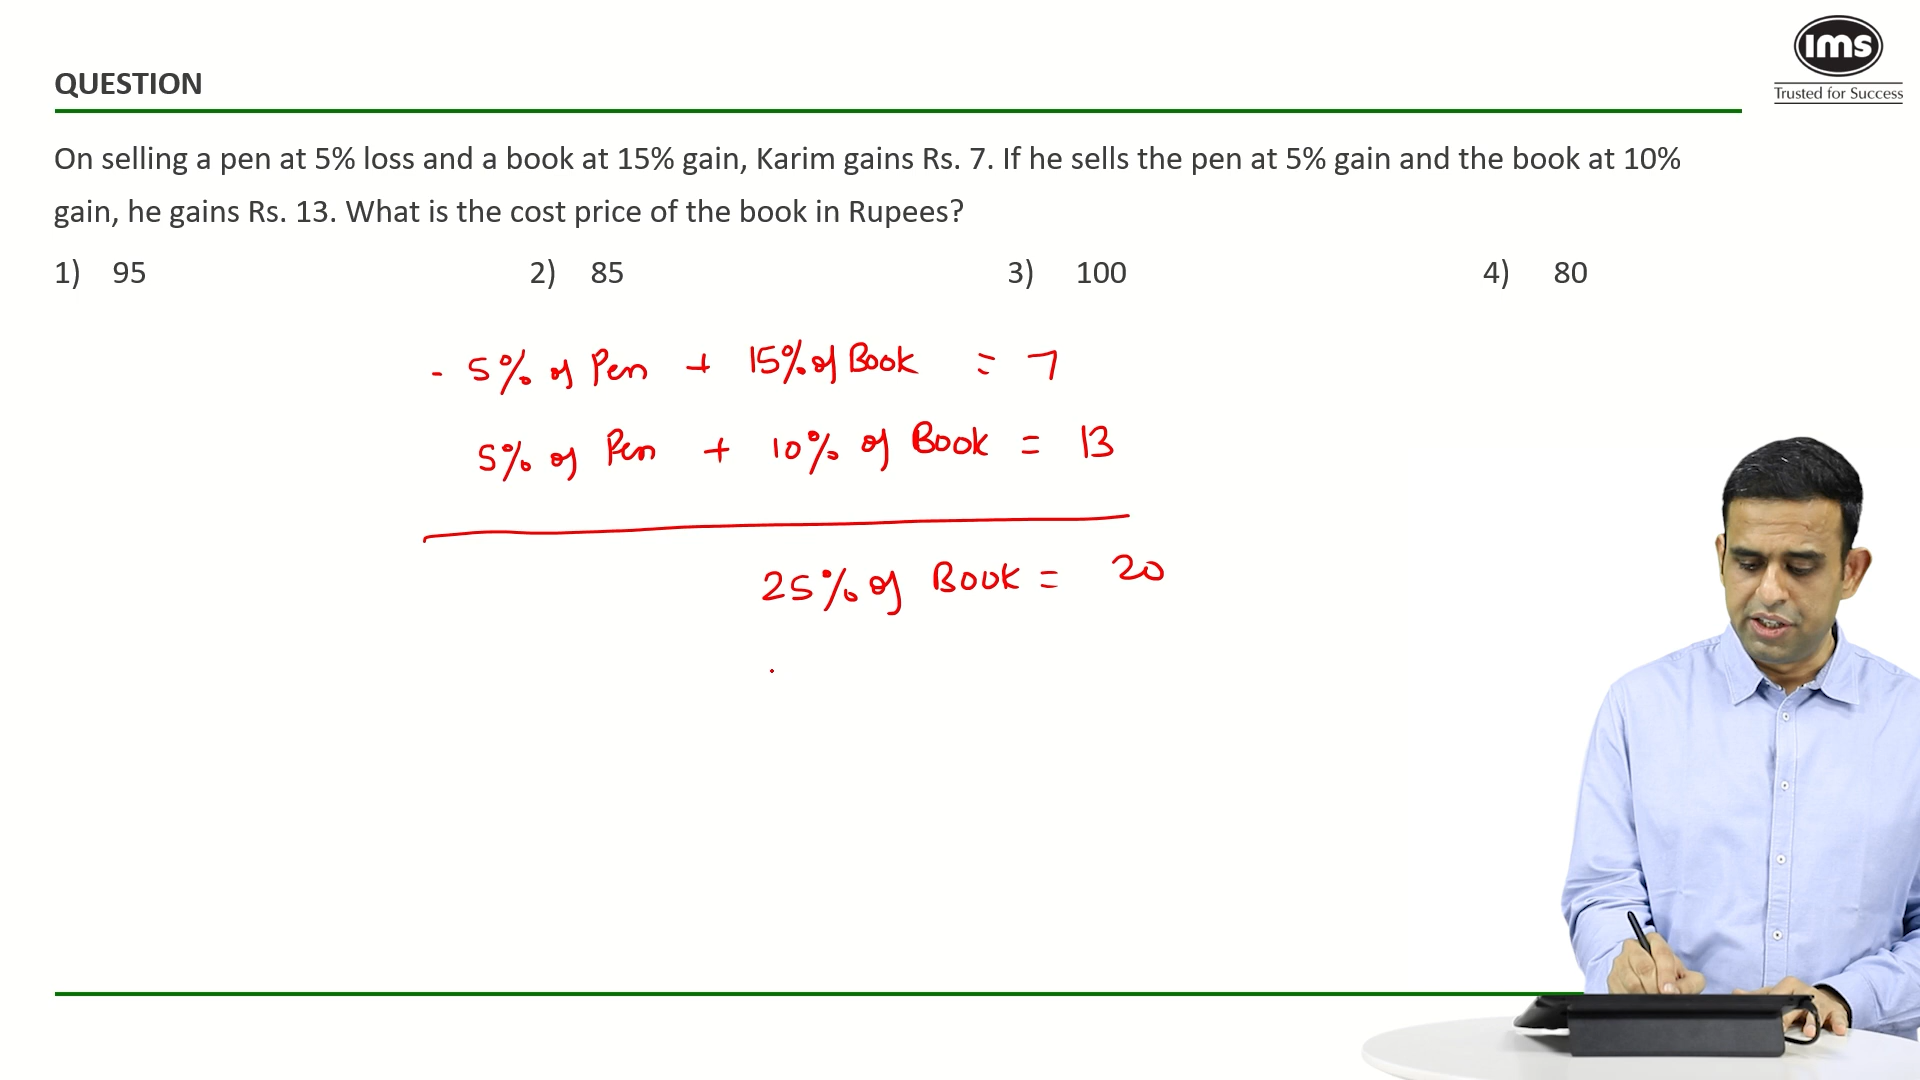 ims
Trusted for Success
QUESTION
On selling a pen at 5% loss and a book at 15% gain, Karim gains Rs. 7. If he sells the pen at 5% gain and the book at 10%
gain, he gains Rs. 13. What is the cost price of the book in Rupees?
1) 95 2) 85 3) 100 4) 80
- 5% of Pen + 15% of Book = 7
5% of Pen + 10% of Book = 13
25% of Book = 20